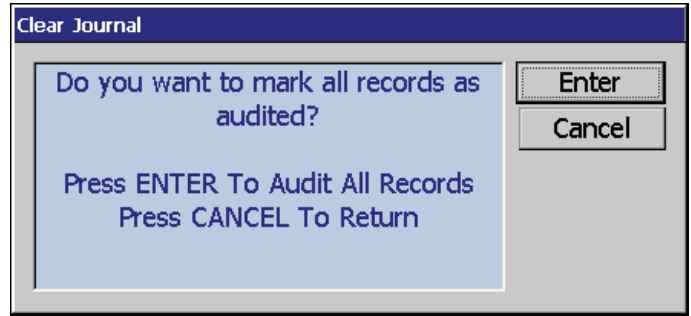 Clear Journal
Do you want to mark all records as
audited?
Press ENTER To Audit All Records
Press CANCEL To Return
Enter
Cancel